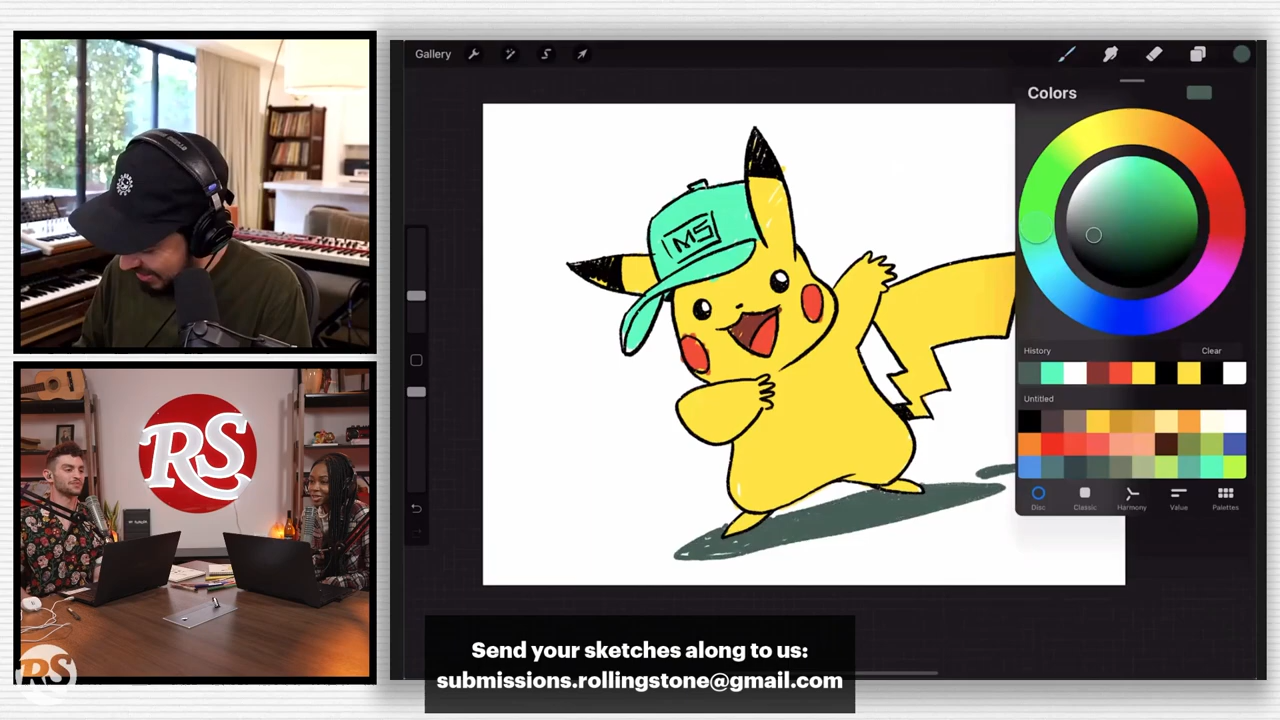 Gallery
Colors
MS
RS
History
Clear
Untitled
Disc
Classic
Harmony
Value
Palettes
Send your sketches along to us:
submissions.rollingstone@gmail.com
RS